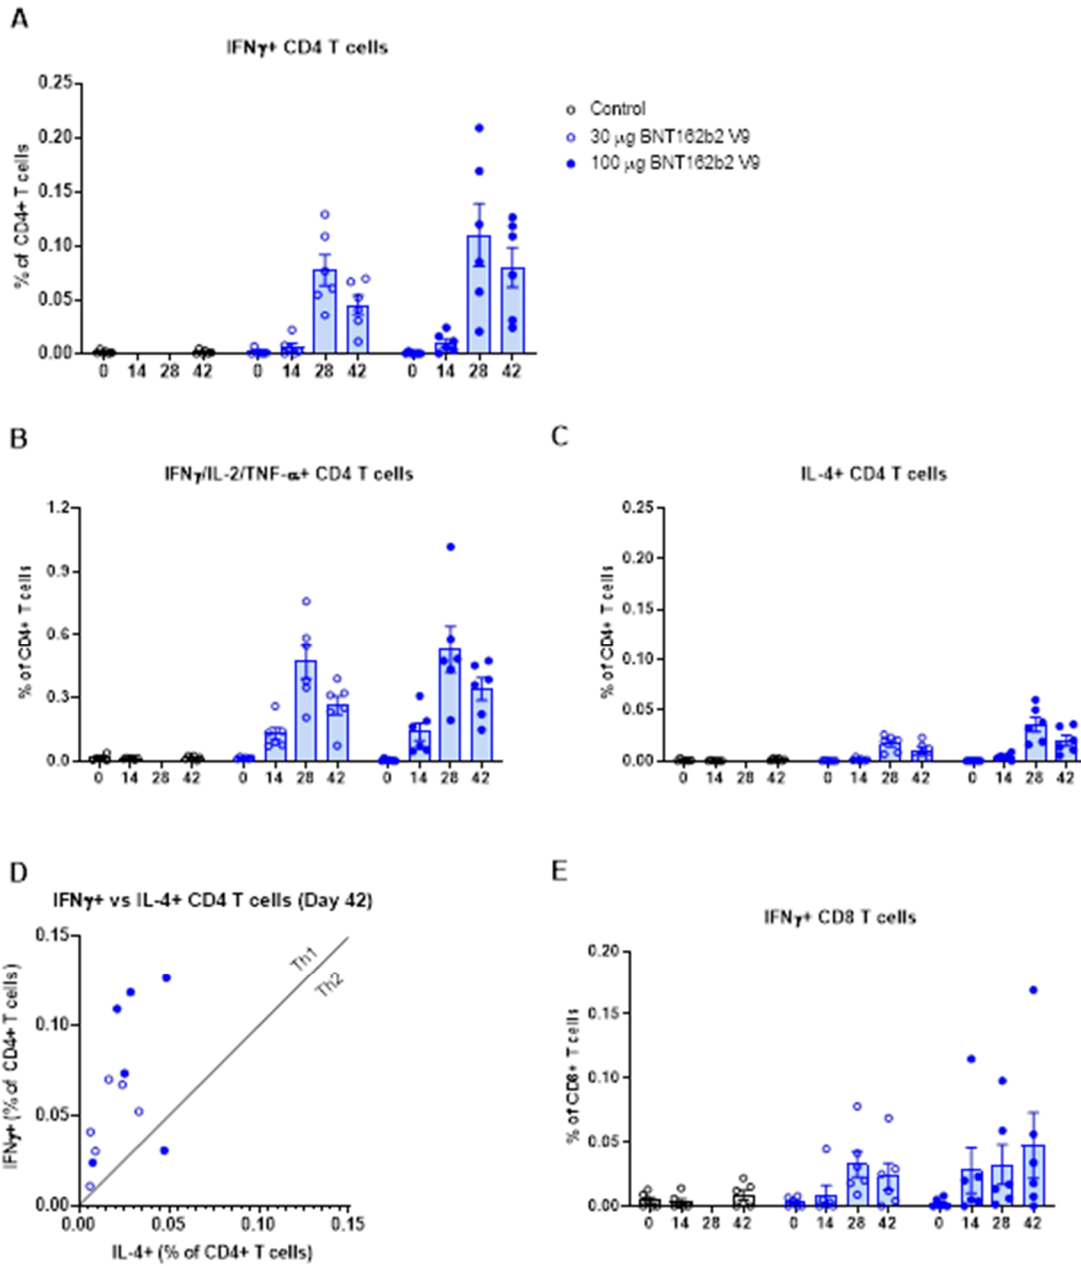 A
IFNγ+ CD4 T cells
% of CD4+ T cells
0.25
0.20
0.15
0.10
0.05
0.00
0 14 28 42 0 14 28 42 0 14 28 42
Control
30 μg BNT162b2 V9
100 μg BNT162b2 V9
B
IFNγ/IL-2/TNF-α+ CD4 T cells
% of CD4+ T cells
1.2
0.9
0.6
0.3
0.0
0 14 28 42 0 14 28 42 0 14 28 42
C
IL-4+ CD4 T cells
% of CD4+ T cells
0.25
0.20
0.15
0.10
0.05
0.00
0 14 28 42 0 14 28 42 0 14 28 42
D
IFNγ+ vs IL-4+ CD4 T cells (Day 42)
IFNγ+ (% of CD4+ T cells)
0.15
0.10
0.05
0.00
Th1
Th2
0.00 0.05 0.10 0.15
IL-4+ (% of CD4+ T cells)
E
IFNγ+ CD8 T cells
% of CD8+ T cells
0.20
0.15
0.10
0.05
0.00
0 14 28 42 0 14 28 42 0 14 28 42